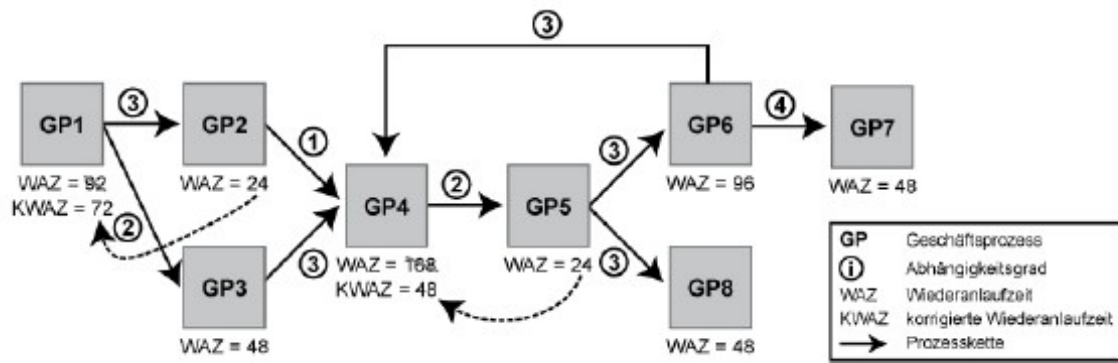 ③
GP1
③
GP2
①
GP4
②
GP5
③
GP6
④
GP7
WAZ = 92
KWAZ = 72
WAZ = 24
②
GP3
③
WAZ = 168
KWAZ = 48
WAZ = 24
③
GP8
WAZ = 96
WAZ = 48
WAZ = 48
WAZ = 48
GP Geschäftsprozess
ⓘ Abhängigkeitsgrad
WAZ Wiederanlaufzeit
KWAZ korrigierte Wiederanlaufzeit
Prozesskette